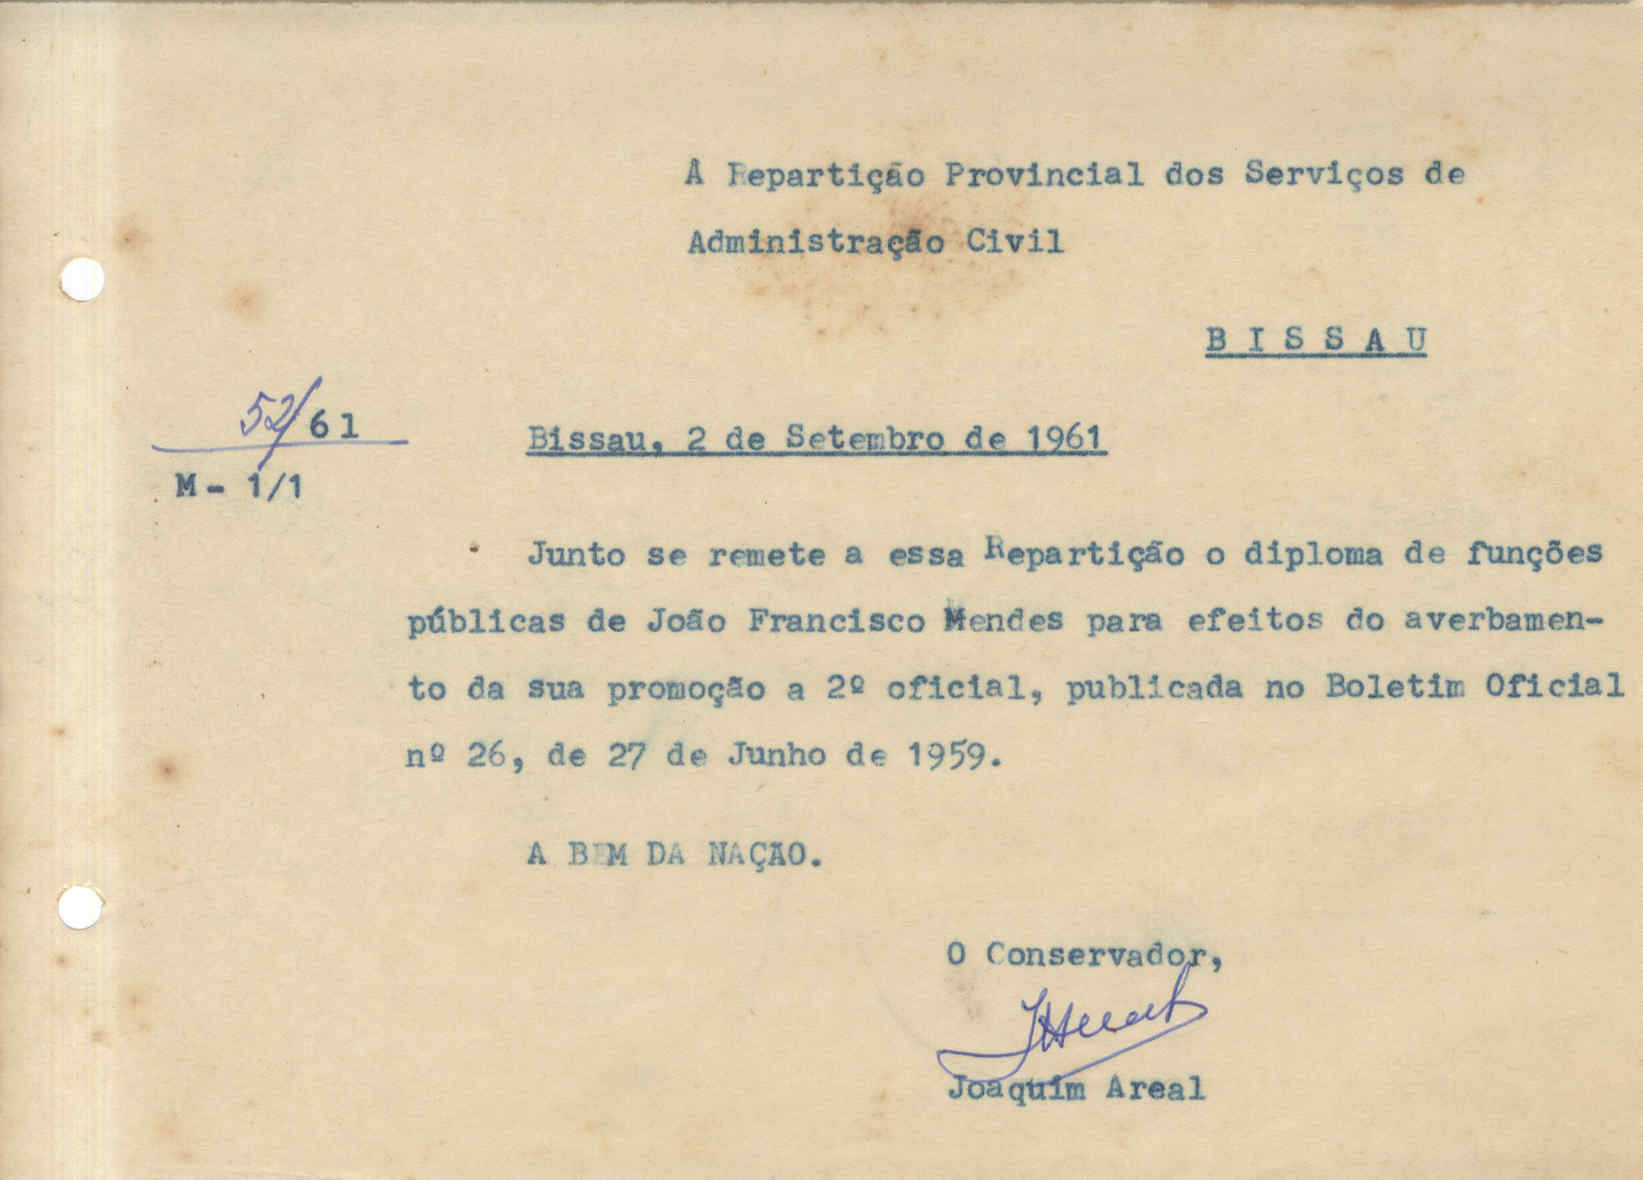 À Repartição Provincial dos Serviços de
Administração Civil
B I S S A U
52/61
M - 1/1
Bissau, 2 de Setembro de 1961
Junto se remete a essa Repartição o diploma de funções
públicas de João Francisco Mendes para efeitos do averbamen-
to da sua promoção a 2º oficial, publicada no Boletim Oficial
nº 26, de 27 de Junho de 1959.
A BEM DA NAÇÃO.
O Conservador,
Joaquim Areal